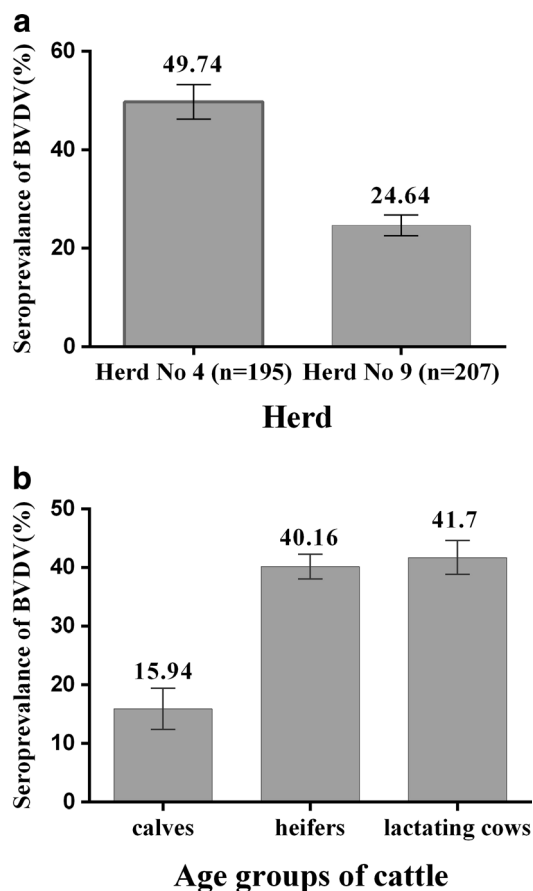 a
Seroprevalance of BVDV(%)
60
40
20
0
49.74
24.64
Herd No 4 (n=195) Herd No 9 (n=207)
Herd
b
Seroprevalance of BVDV(%)
50
40
30
20
10
0
15.94
40.16
41.7
calves heifers lactating cows
Age groups of cattle